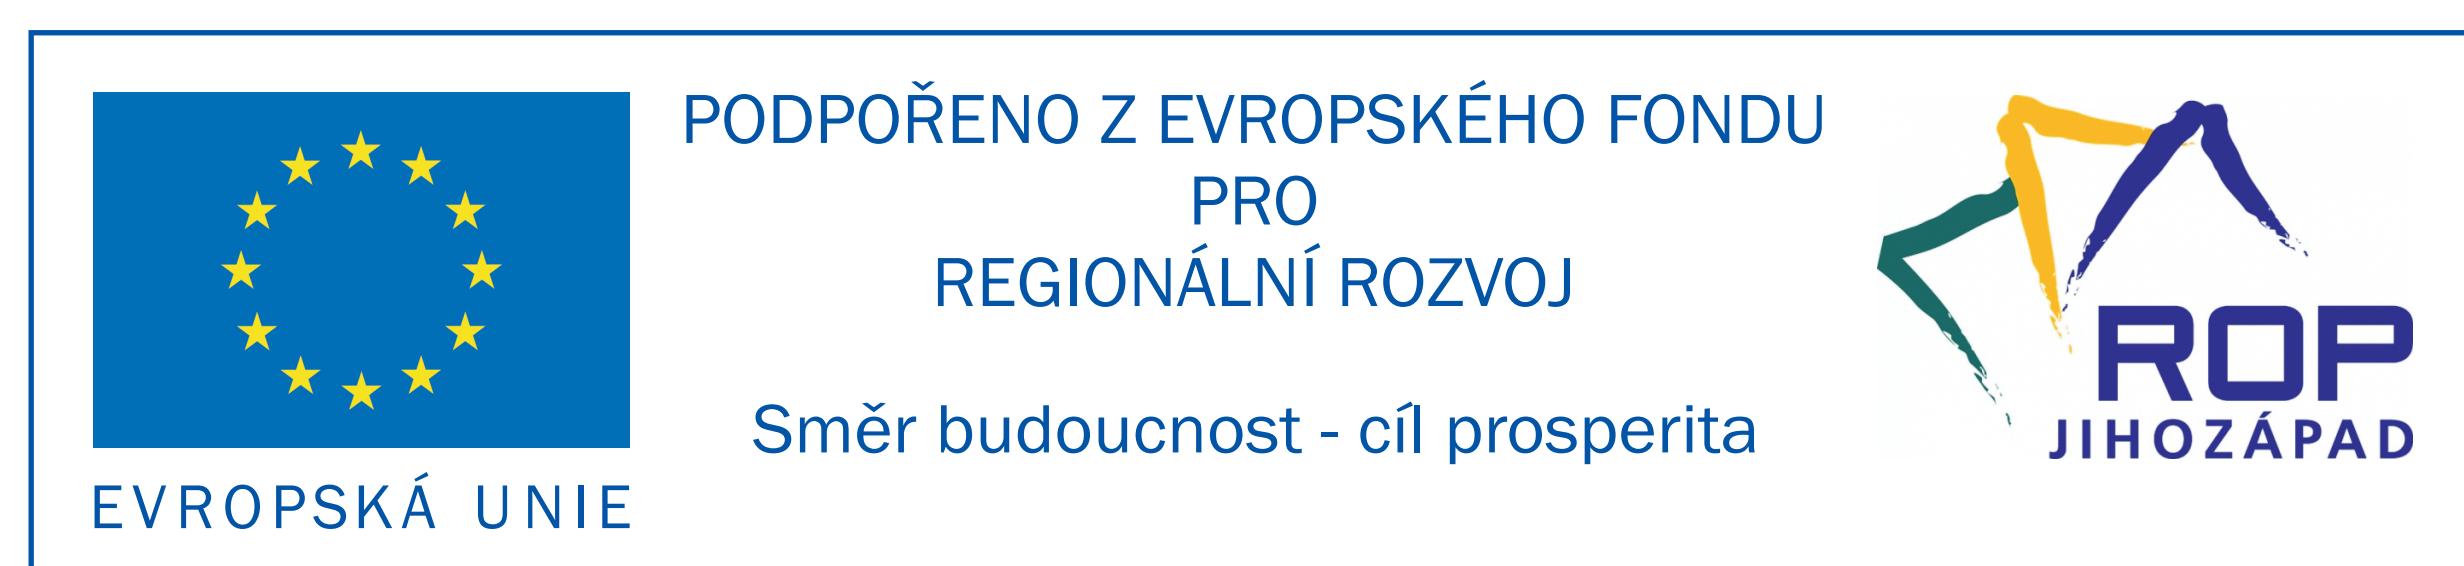 PODPOŘENO Z EVROPSKÉHO FONDU
PRO
REGIONÁLNÍ ROZVOJ
Směr budoucnost - cíl prosperita
EVROPSKÁ UNIE
ROP
JIHOZÁPAD